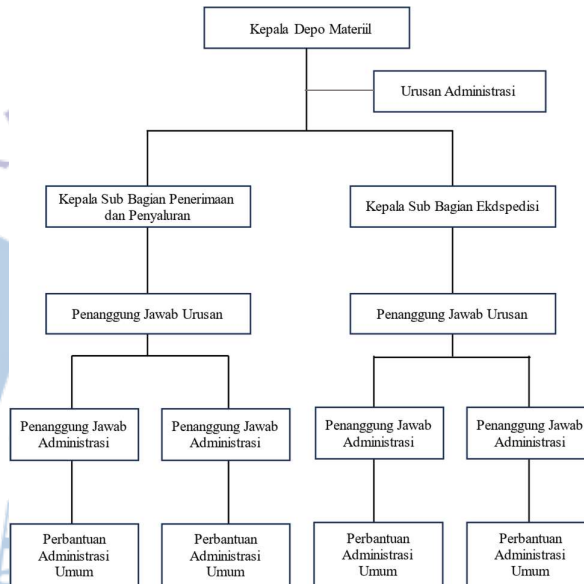 Kepala Depo Materiil
Urusan Administrasi
Kepala Sub Bagian Penerimaan
dan Penyaluran
Kepala Sub Bagian Ekdspedisi
Penanggung Jawab Urusan
Penanggung Jawab Urusan
Penanggung Jawab
Administrasi
Penanggung Jawab
Administrasi
Penanggung Jawab
Administrasi
Penanggung Jawab
Administrasi
Perbantuan
Administrasi
Umum
Perbantuan
Administrasi
Umum
Perbantuan
Administrasi
Umum
Perbantuan
Administrasi
Umum